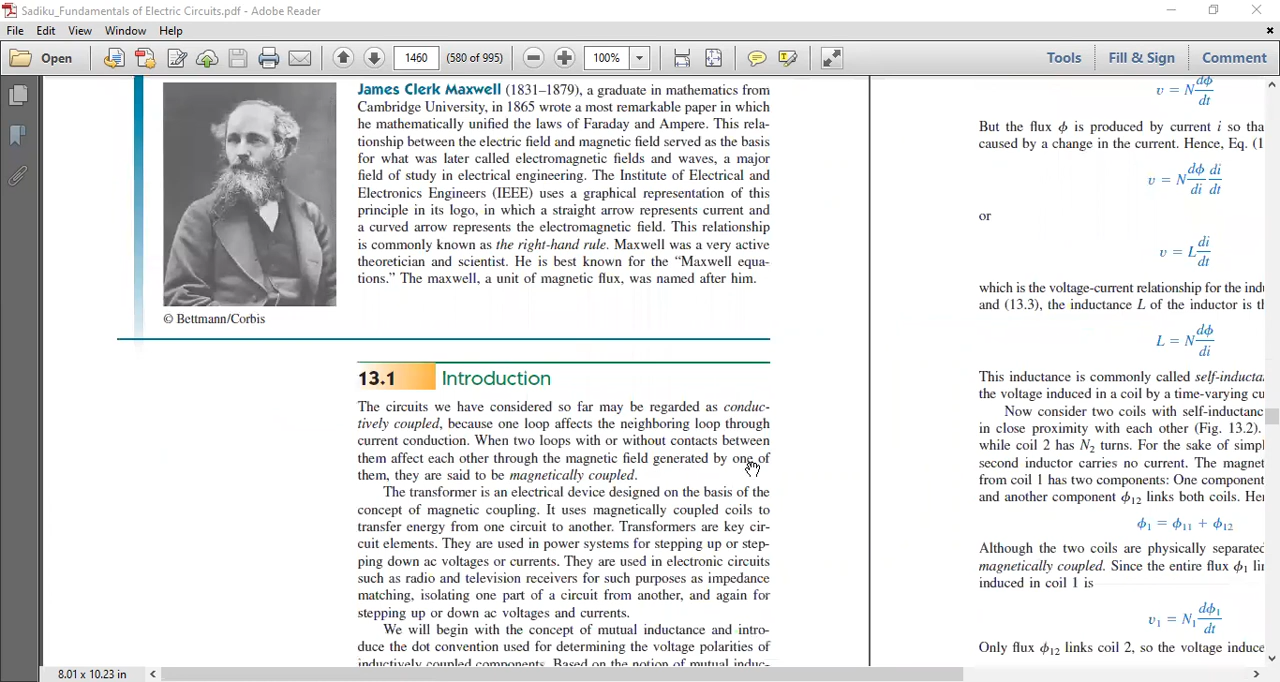 Sadiku_Fundamentals of Electric Circuits.pdf - Adobe Reader
File Edit View Window Help
Open
1460
(580 of 995)
100%
Tools
Fill & Sign
Comment
James Clerk Maxwell (1831–1879), a graduate in mathematics from
Cambridge University, in 1865 wrote a most remarkable paper in which
he mathematically unified the laws of Faraday and Ampere. This rela-
tionship between the electric field and magnetic field served as the basis
for what was later called electromagnetic fields and waves, a major
field of study in electrical engineering. The Institute of Electrical and
Electronics Engineers (IEEE) uses a graphical representation of this
principle in its logo, in which a straight arrow represents current and
a curved arrow represents the electromagnetic field. This relationship
is commonly known as the right-hand rule. Maxwell was a very active
theoretician and scientist. He is best known for the “Maxwell equa-
tions.” The maxwell, a unit of magnetic flux, was named after him.
© Bettmann/Corbis
13.1 Introduction
The circuits we have considered so far may be regarded as conduc-
tively coupled, because one loop affects the neighboring loop through
current conduction. When two loops with or without contacts between
them affect each other through the magnetic field generated by one of
them, they are said to be magnetically coupled.
The transformer is an electrical device designed on the basis of the
concept of magnetic coupling. It uses magnetically coupled coils to
transfer energy from one circuit to another. Transformers are key cir-
cuit elements. They are used in power systems for stepping up or step-
ping down ac voltages or currents. They are used in electronic circuits
such as radio and television receivers for such purposes as impedance
matching, isolating one part of a circuit from another, and again for
stepping up or down ac voltages and currents.
We will begin with the concept of mutual inductance and intro-
duce the dot convention used for determining the voltage polarities of
inductively coupled components. Based on the notion of mutual induc-
v = N dϕ/dt
But the flux ϕ is produced by current i so tha
caused by a change in the current. Hence, Eq. (1
v = N dϕ/di di/dt
or
v = L di/dt
which is the voltage-current relationship for the ind
and (13.3), the inductance L of the inductor is th
L = N dϕ/di
This inductance is commonly called self-inducta
the voltage induced in a coil by a time-varying cu
Now consider two coils with self-inductanc
in close proximity with each other (Fig. 13.2).
while coil 2 has N₂ turns. For the sake of simpl
second inductor carries no current. The magnet
from coil 1 has two components: One component
and another component ϕ₁₂ links both coils. He
ϕ₁ = ϕ₁₁ + ϕ₁₂
Although the two coils are physically separated
magnetically coupled. Since the entire flux ϕ₁ li
induced in coil 1 is
v₁ = N₁ dϕ₁/dt
Only flux ϕ₁₂ links coil 2, so the voltage induce
8.01 x 10.23 in